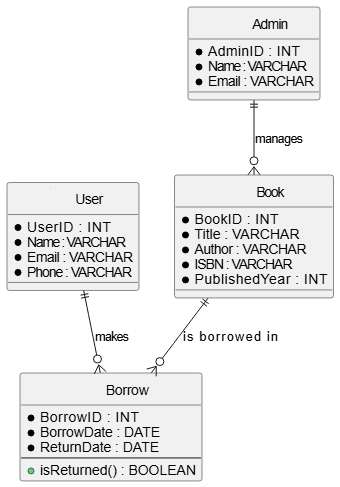 Admin
AdminID : INT
Name : VARCHAR
Email : VARCHAR
manages
User
UserID : INT
Name : VARCHAR
Email : VARCHAR
Phone : VARCHAR
Book
BookID : INT
Title : VARCHAR
Author : VARCHAR
ISBN : VARCHAR
PublishedYear : INT
makes
is borrowed in
Borrow
BorrowID : INT
BorrowDate : DATE
ReturnDate : DATE
isReturned() : BOOLEAN